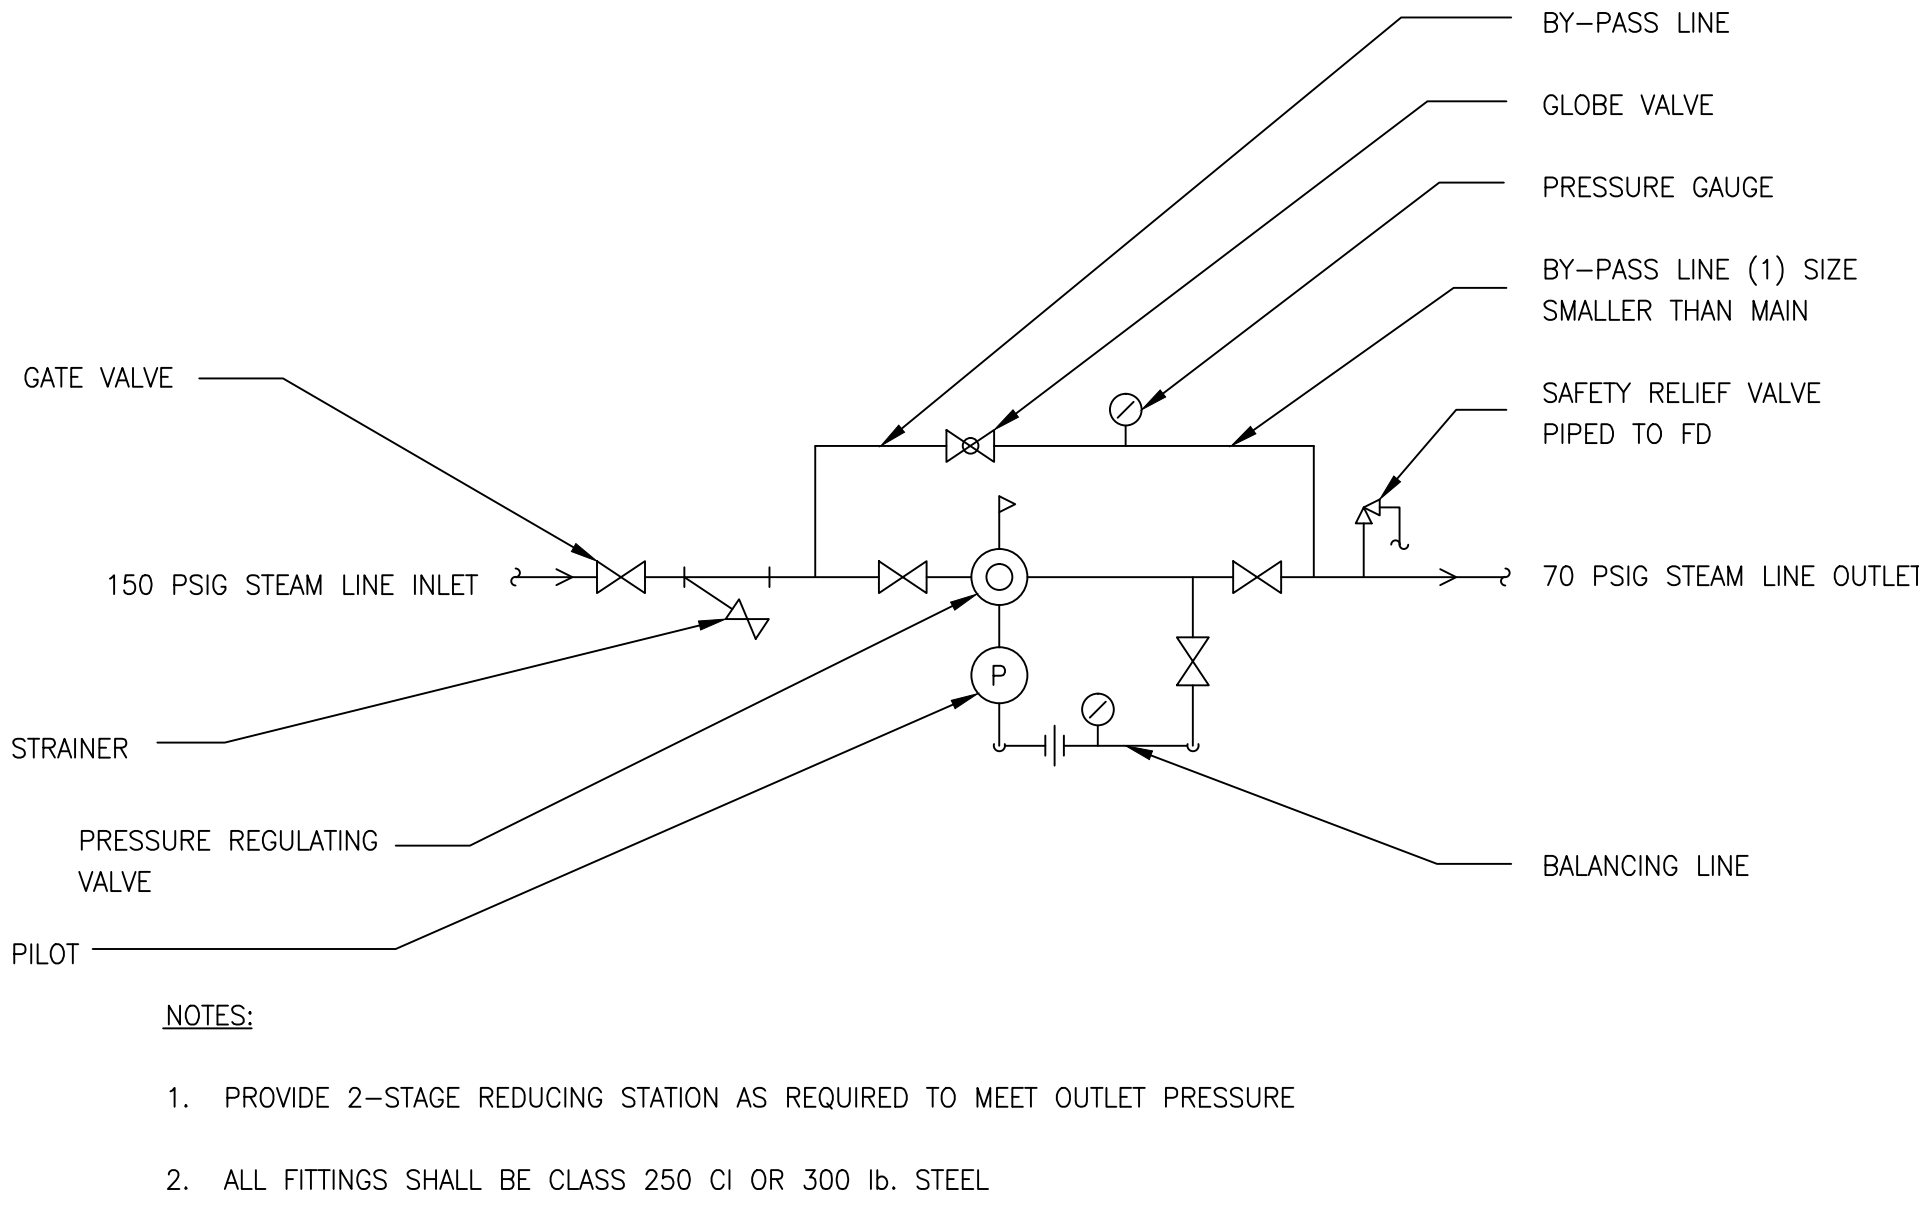 BY-PASS LINE
GLOBE VALVE
PRESSURE GAUGE
BY-PASS LINE (1) SIZE
SMALLER THAN MAIN
GATE VALVE
SAFETY RELIEF VALVE
PIPED TO FD
150 PSIG STEAM LINE INLET
70 PSIG STEAM LINE OUTLET
P
STRAINER
PRESSURE REGULATING
VALVE
BALANCING LINE
PILOT
NOTES:
1. PROVIDE 2-STAGE REDUCING STATION AS REQUIRED TO MEET OUTLET PRESSURE
2. ALL FITTINGS SHALL BE CLASS 250 CI OR 300 lb. STEEL